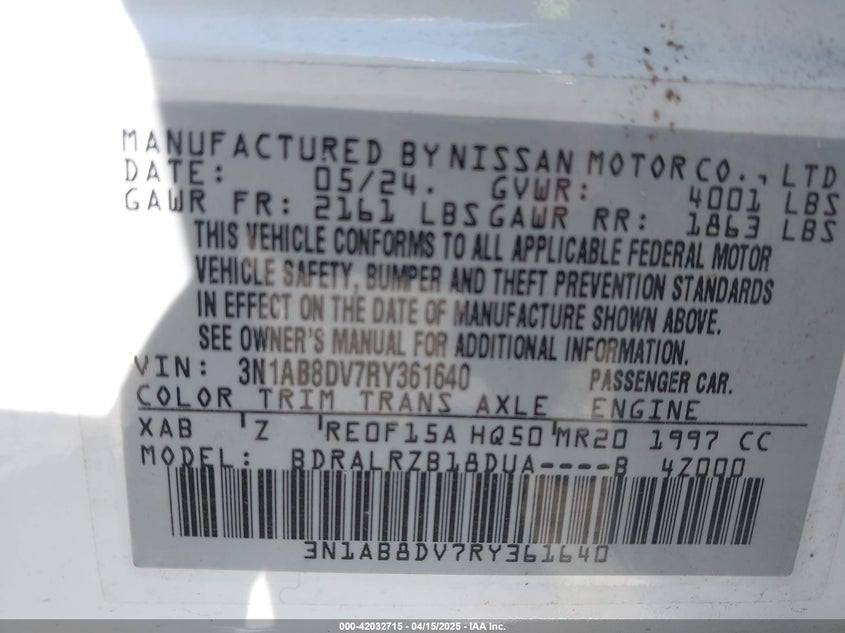 MANUFACTURED BY NISSAN MOTOR CO., LTD.
DATE: 05/24. GVWR: 4001 LBS
GAWR FR: 2161 LBS GAWR RR: 1863 LBS
THIS VEHICLE CONFORMS TO ALL APPLICABLE FEDERAL MOTOR
VEHICLE SAFETY, BUMPER AND THEFT PREVENTION STANDARDS
IN EFFECT ON THE DATE OF MANUFACTURE SHOWN ABOVE.
SEE OWNER'S MANUAL FOR ADDITIONAL INFORMATION.
VIN: 3N1AB8DV7RY361640 PASSENGER CAR.
COLOR TRIM TRANS AXLE ENGINE
XAB Z RE0F15A HQ50 MR20 1997 CC
MODEL: BDRALRZB18DUA----B 4Z000
3N1AB8DV7RY361640
000-42032715 - 04/15/2025 - IAA Inc.